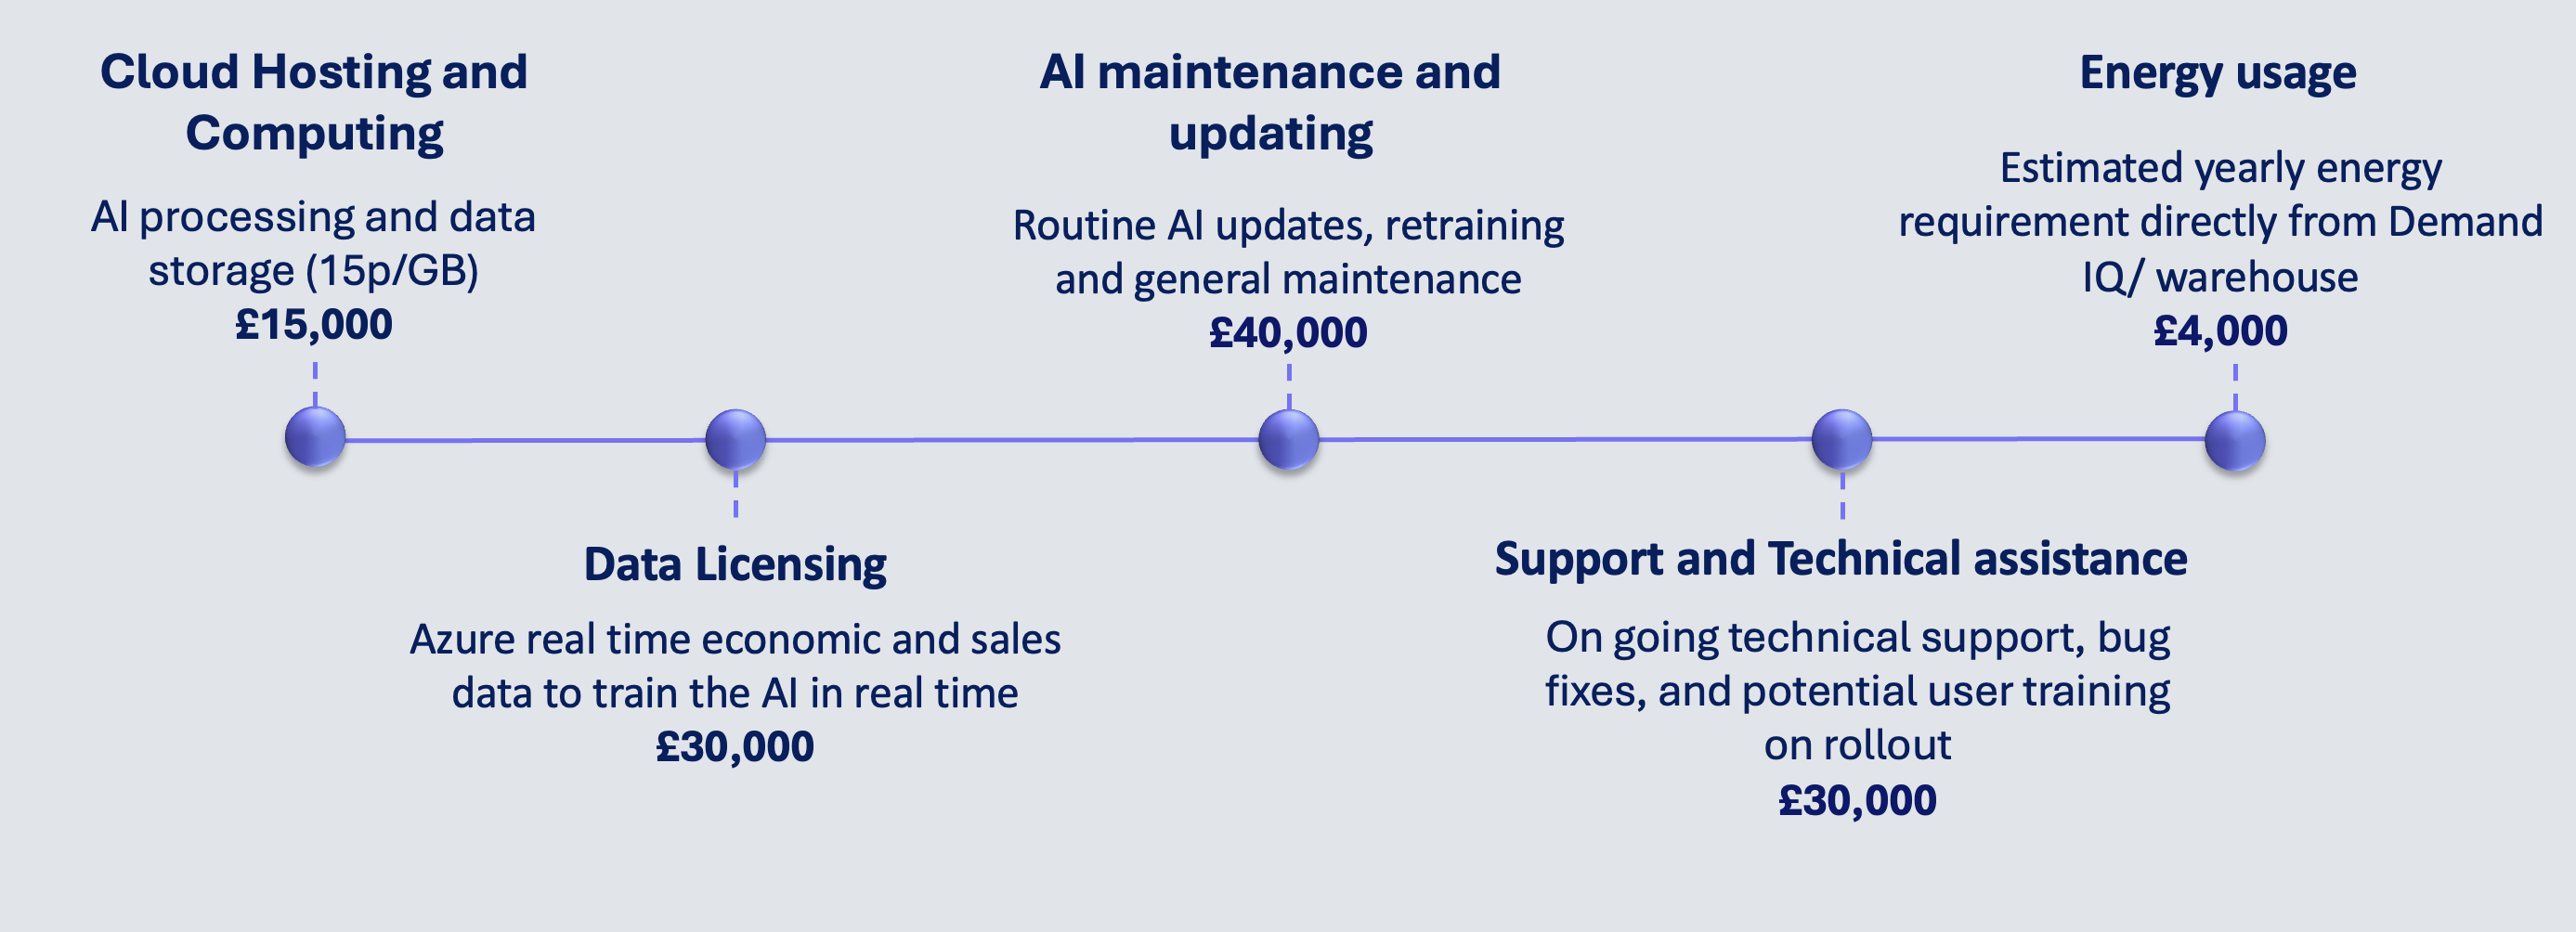 Cloud Hosting and
Computing
AI processing and data
storage (15p/GB)
£15,000
Data Licensing
Azure real time economic and sales
data to train the AI in real time
£30,000
AI maintenance and
updating
Routine AI updates, retraining
and general maintenance
£40,000
Support and Technical assistance
On going technical support, bug
fixes, and potential user training
on rollout
£30,000
Energy usage
Estimated yearly energy
requirement directly from Demand
IQ/ warehouse
£4,000